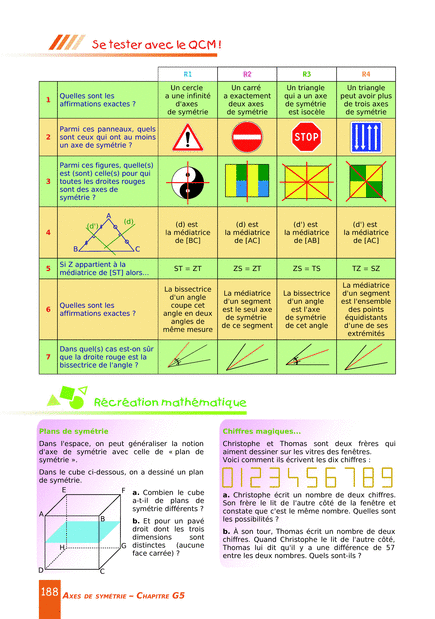 Se tester avec le QCM !
R1 R2 R3 R4
1
Quelles sont les
affirmations exactes ?
Un cercle
a une infinité
d'axes
de symétrie
Un carré
a exactement
deux axes
de symétrie
Un triangle
qui a un axe
de symétrie
est isocèle
Un triangle
peut avoir plus
de trois axes
de symétrie
2
Parmi ces panneaux, quels
sont ceux qui ont au moins
un axe de symétrie ?
!
STOP
3
Parmi ces figures, quelle(s)
est (sont) celle(s) pour qui
toutes les droites rouges
sont des axes de
symétrie ?
4
A
(d')
(d)
B
C
(d) est
la médiatrice
de [BC]
(d) est
la médiatrice
de [AC]
(d') est
la médiatrice
de [AB]
(d') est
la médiatrice
de [AC]
5
Si Z appartient à la
médiatrice de [ST] alors...
ST = ZT
ZS = ZT
ZS = TS
TZ = SZ
6
Quelles sont les
affirmations exactes ?
La bissectrice
d'un angle
coupe cet
angle en deux
angles de
même mesure
La médiatrice
d'un segment
est le seul axe
de symétrie
de ce segment
La bissectrice
d'un angle
est l'axe
de symétrie
de cet angle
La médiatrice
d'un segment
est l'ensemble
des points
équidistants
d'une de ses
extrémités
7
Dans quel(s) cas est-on sûr
que la droite rouge est la
bissectrice de l'angle ?
Récréation mathématique
Plans de symétrie
Dans l'espace, on peut généraliser la notion
d'axe de symétrie avec celle de « plan de
symétrie ».
Dans le cube ci-dessous, on a dessiné un plan
de symétrie.
E
F
A
B
H
G
D
C
a. Combien le cube
a-t-il de plans de
symétrie différents ?
b. Et pour un pavé
droit dont les trois
dimensions sont
distinctes (aucune
face carrée) ?
Chiffres magiques...
Christophe et Thomas sont deux frères qui
aiment dessiner sur les vitres des fenêtres.
Voici comment ils écrivent les dix chiffres :
0 1 2 3 4 5 6 7 8 9
a. Christophe écrit un nombre de deux chiffres.
Son frère le lit de l'autre côté de la fenêtre et
constate que c'est le même nombre. Quelles sont
les possibilités ?
b. À son tour, Thomas écrit un nombre de deux
chiffres. Quand Christophe le lit de l'autre côté,
Thomas lui dit qu'il y a une différence de 57
entre les deux nombres. Quels sont-ils ?
188 AXES DE SYMÉTRIE – CHAPITRE G5